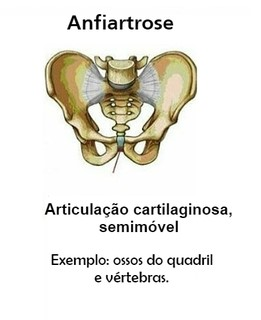 Anfiartrose
Articulação cartilaginosa,
semimóvel
Exemplo: ossos do quadril
e vértebras.